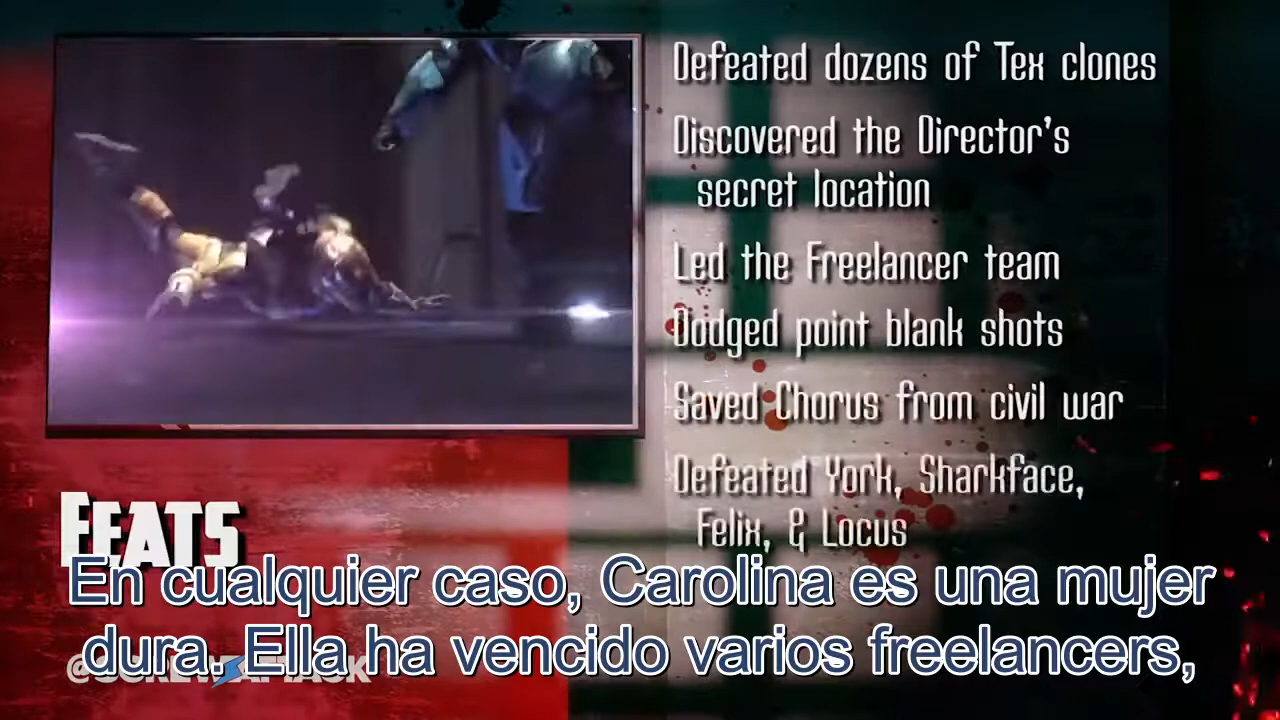 Defeated dozens of Tex clones
Discovered the Director's
secret location
Led the Freelancer team
Dodged point blank shots
Saved Chorus from civil war
Defeated York, Sharkface,
Felix, & Locus
FEATS
En cualquier caso, Carolina es una mujer
dura. Ella ha vencido varios freelancers,
@SCREWATTACK